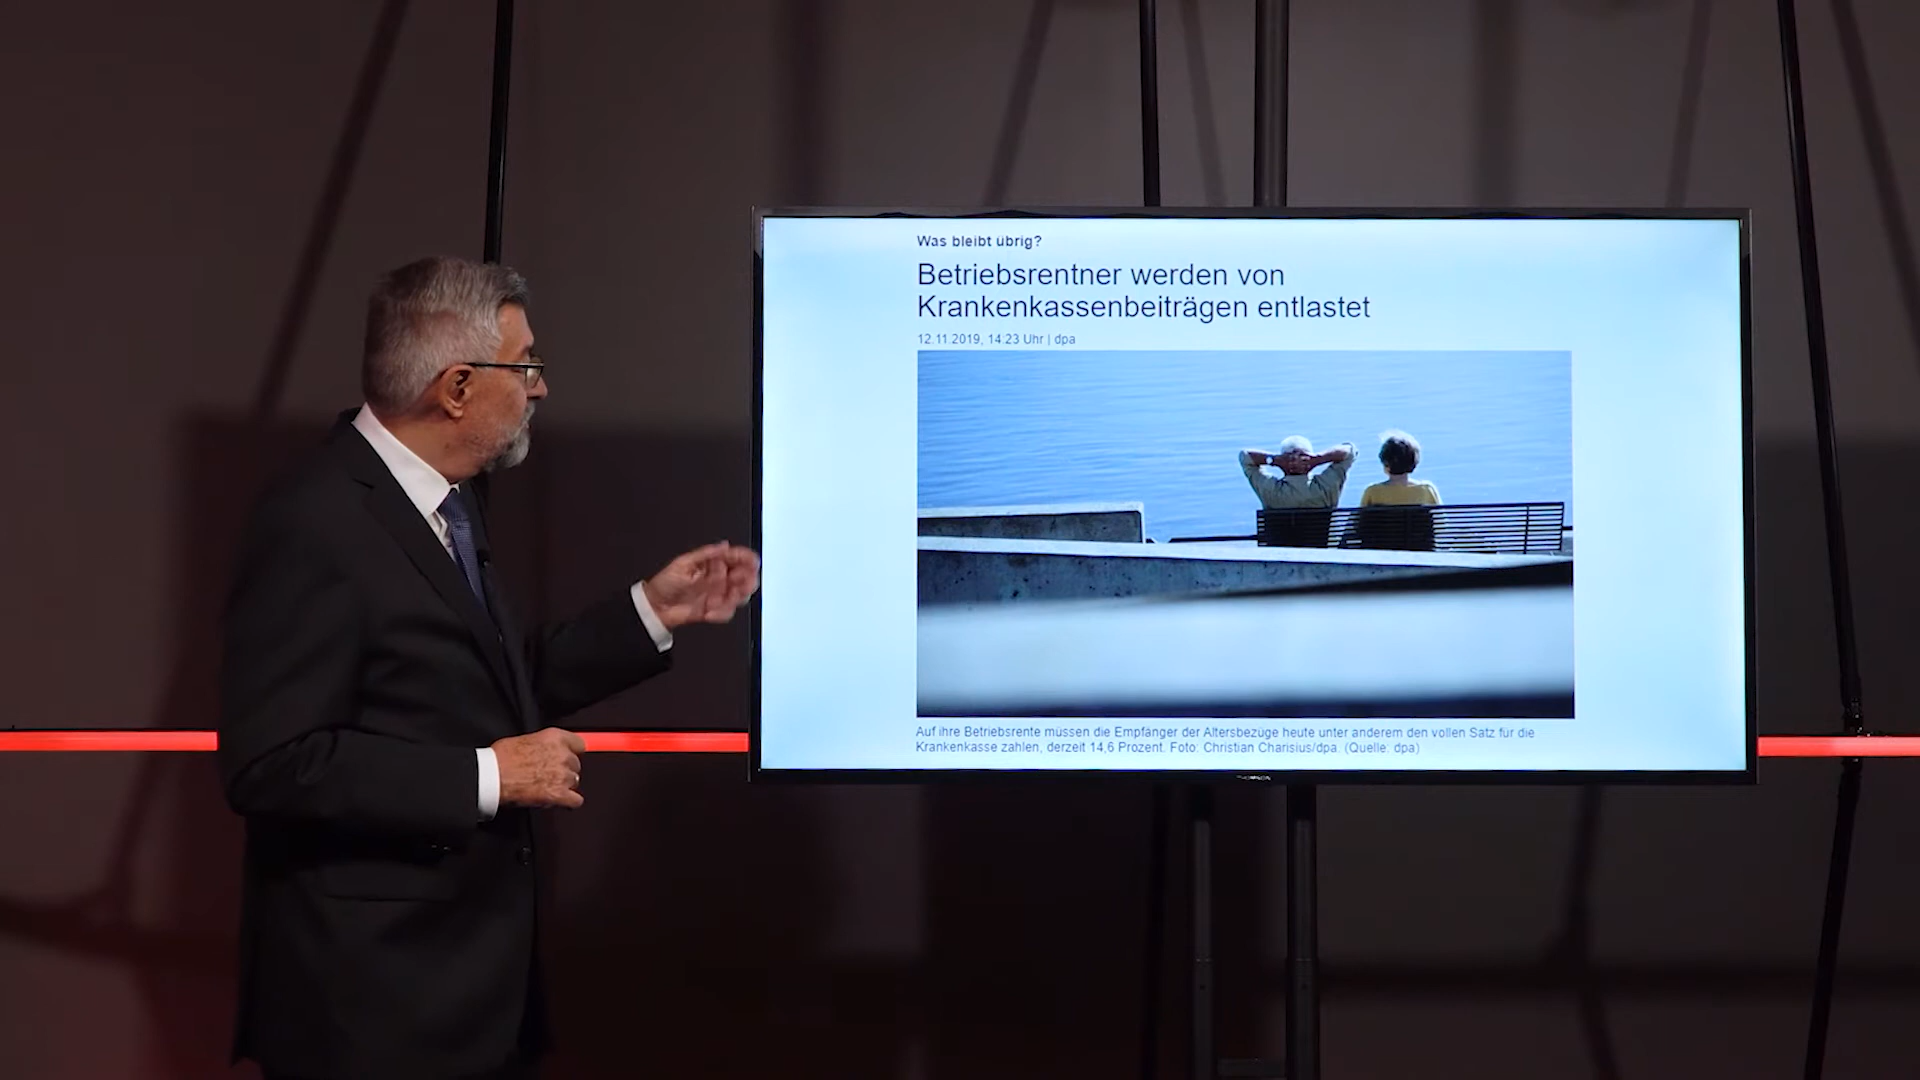 Was bleibt übrig?
Betriebsrentner werden von
Krankenkassenbeiträgen entlastet
12.11.2019, 14:23 Uhr | dpa
Auf ihre Betriebsrente müssen die Empfänger der Altersbezüge heute unter anderem den vollen Satz für die
Krankenkasse zahlen, derzeit 14,6 Prozent. Foto: Christian Charisius/dpa. (Quelle: dpa)
THOMSON